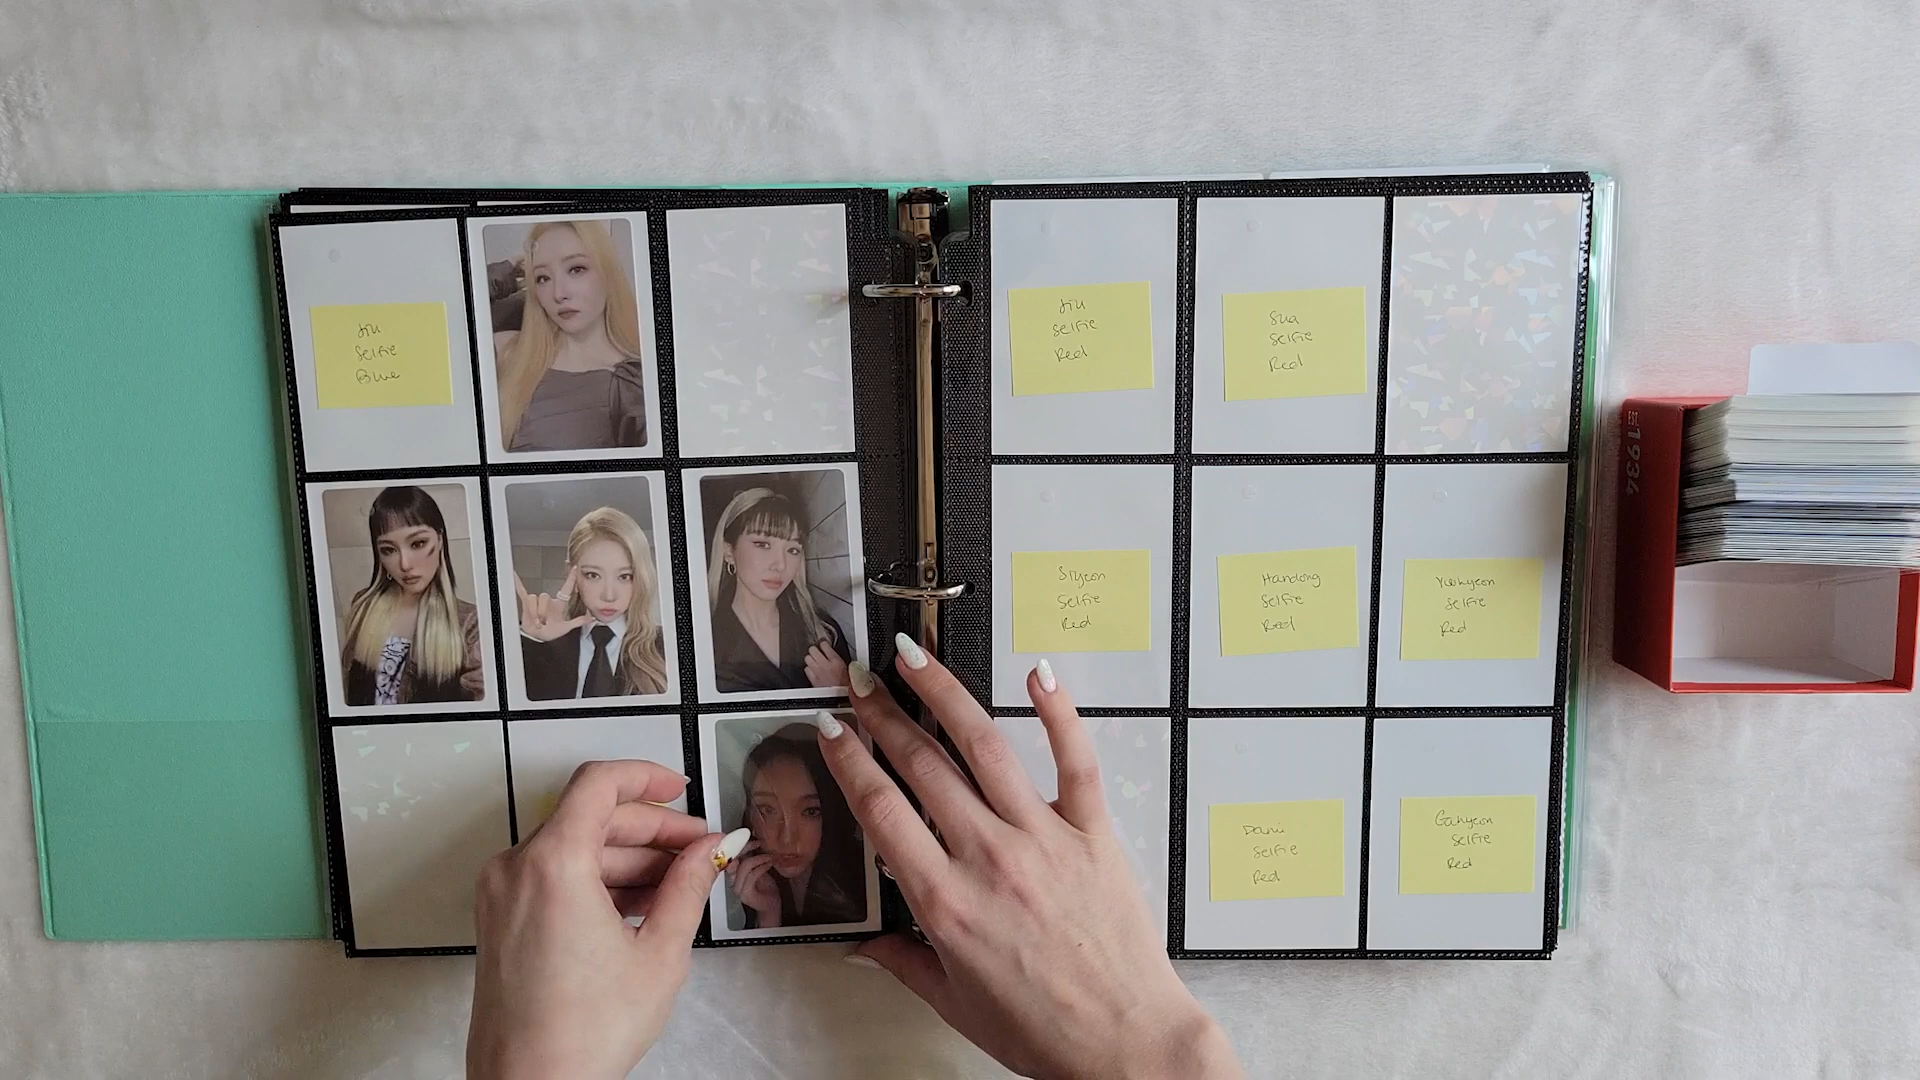 Jiu
Selfie
Blue
Jiu
Selfie
Red
Sua
Selfie
Red
Siyeon
Selfie
Red
Handong
Selfie
Red
Yoohyeon
Selfie
Red
Dami
Selfie
Red
Gahyeon
Selfie
Red
1934